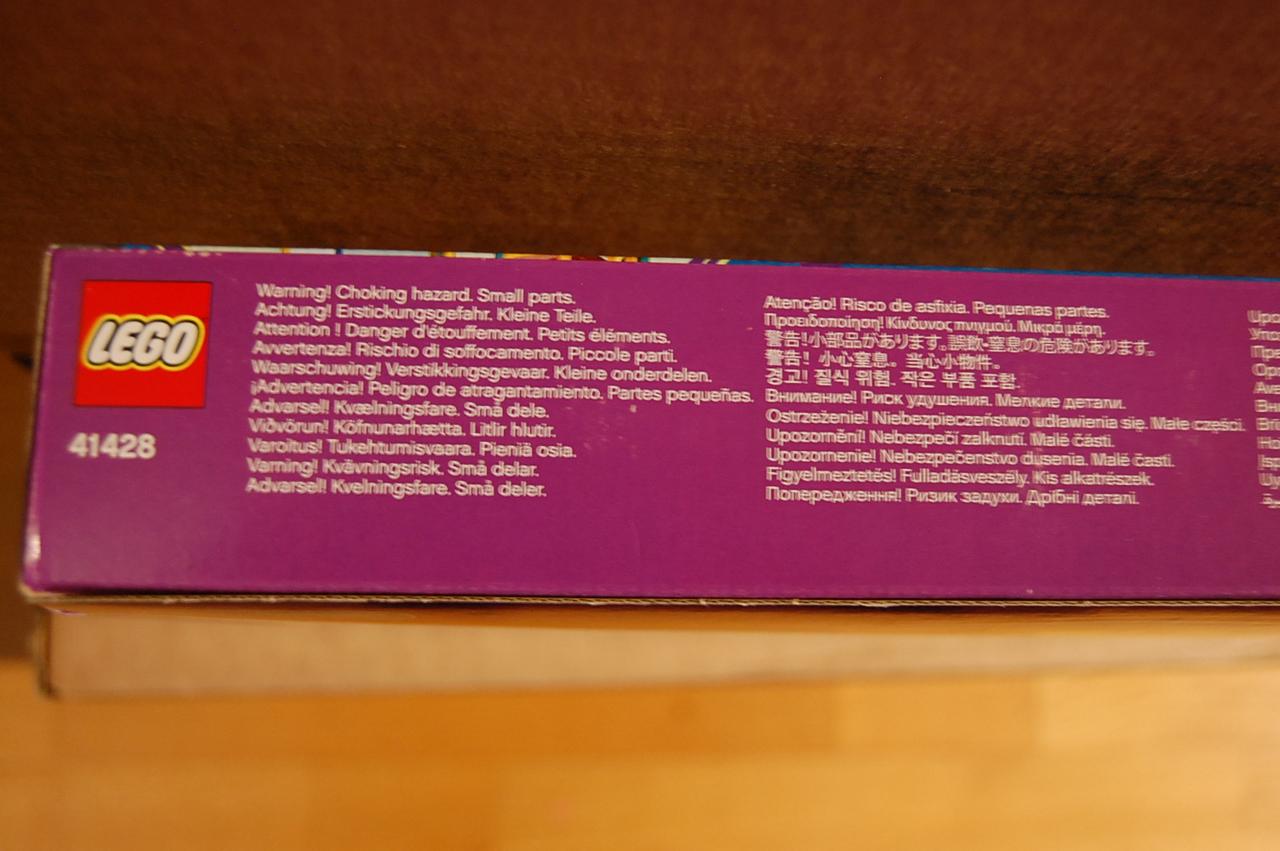 LEGO
41428
Warning! Choking hazard. Small parts.
Achtung! Erstickungsgefahr. Kleine Teile.
Attention ! Danger d'étouffement. Petits éléments.
Avvertenza! Rischio di soffocamento. Piccole parti.
Waarschuwing! Verstikkingsgevaar. Kleine onderdelen.
¡Advertencia! Peligro de atragantamiento. Partes pequeñas.
Advarsel! Kvælningsfare. Små dele.
Viðvörun! Köfnunarhætta. Litlir hlutir.
Varoitus! Tukehtumisvaara. Pieniä osia.
Varning! Kvävningsrisk. Små delar.
Advarsel! Kvelningsfare. Små deler.
Atenção! Risco de asfixia. Pequenas partes.
Προειδοποίηση! Κίνδυνος πνιγμού. Μικρά μέρη.
警告!小部品があります。誤飲・窒息の危険があります。
警告！ 小心窒息。 当心小物件。
경고! 질식 위험. 작은 부품 포함.
Внимание! Риск удушения. Мелкие детали.
Ostrzeżenie! Niebezpieczeństwo udławienia się. Małe części.
Upozornění! Nebezpečí zalknutí. Malé části.
Upozornenie! Nebezpečenstvo dusenia. Malé časti.
Figyelmeztetés! Fulladásveszély. Kis alkatrészek.
Попередження! Ризик задухи. Дрібні деталі.